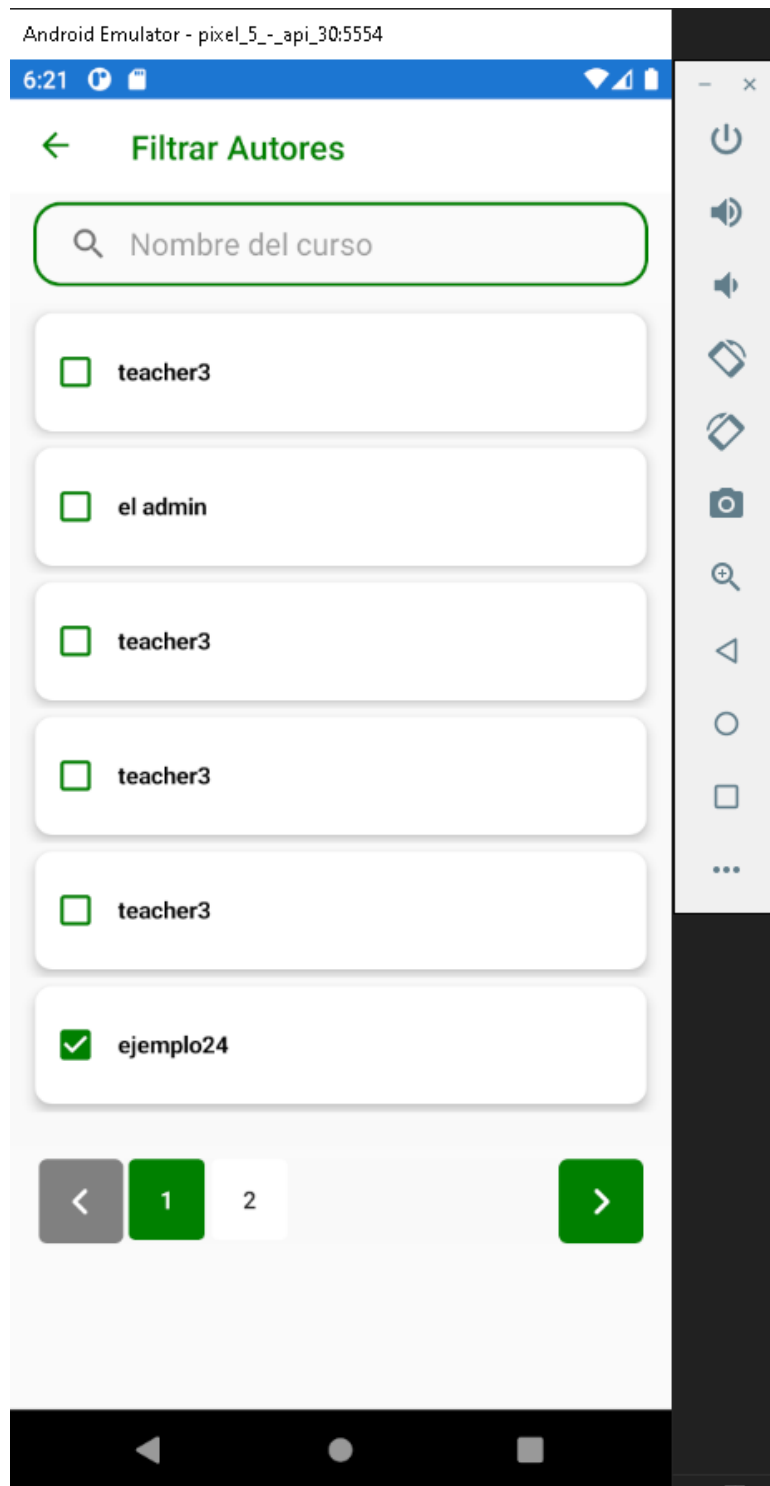 Android Emulator - pixel_5_-_api_30:5554
6:21
Filtrar Autores
Nombre del curso
teacher3
el admin
teacher3
teacher3
teacher3
ejemplo24
1 2